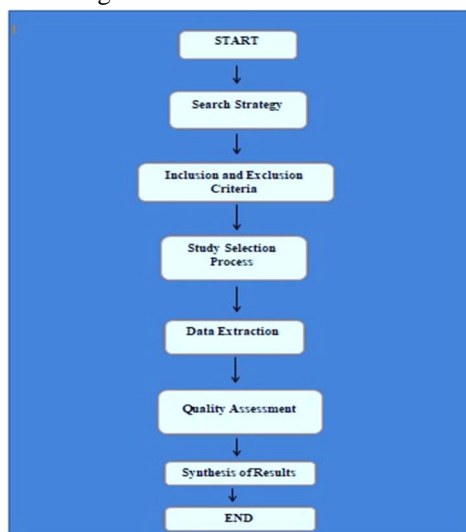 START
Search Strategy
Inclusion and Exclusion
Criteria
Study Selection
Process
Data Extraction
Quality Assessment
Synthesis of Results
END